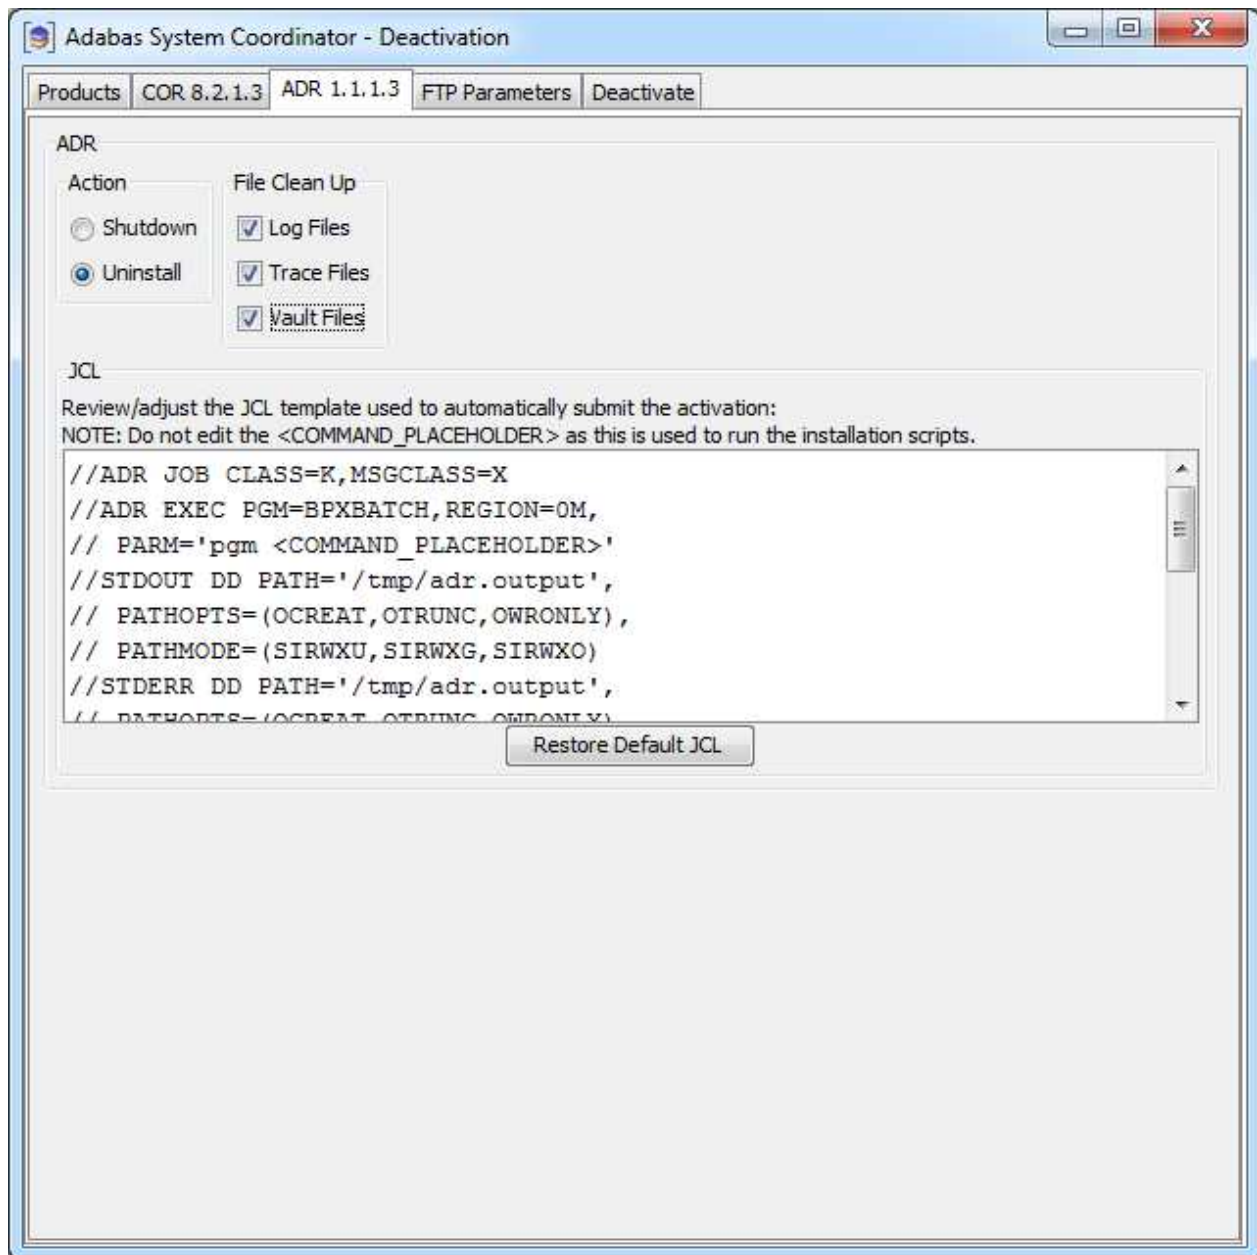 Adabas System Coordinator - Deactivation
Products COR 8.2.1.3 ADR 1.1.1.3 FTP Parameters Deactivate
ADR
Action
Shutdown
Uninstall
File Clean Up
Log Files
Trace Files
Vault Files
JCL
Review/adjust the JCL template used to automatically submit the activation:
NOTE: Do not edit the <COMMAND_PLACEHOLDER> as this is used to run the installation scripts.
//ADR JOB CLASS=K,MSGCLASS=X
//ADR EXEC PGM=BPXBATCH,REGION=0M,
// PARM='pgm <COMMAND_PLACEHOLDER>'
//STDOUT DD PATH='/tmp/adr.output',
// PATHOPTS=(OCREAT,OTRUNC,OWRONLY),
// PATHMODE=(SIRWXU,SIRWXG,SIRWXO)
//STDERR DD PATH='/tmp/adr.output',
// PATHOPTS=(OCREAT,OTRUNC,OWRONLY)
Restore Default JCL